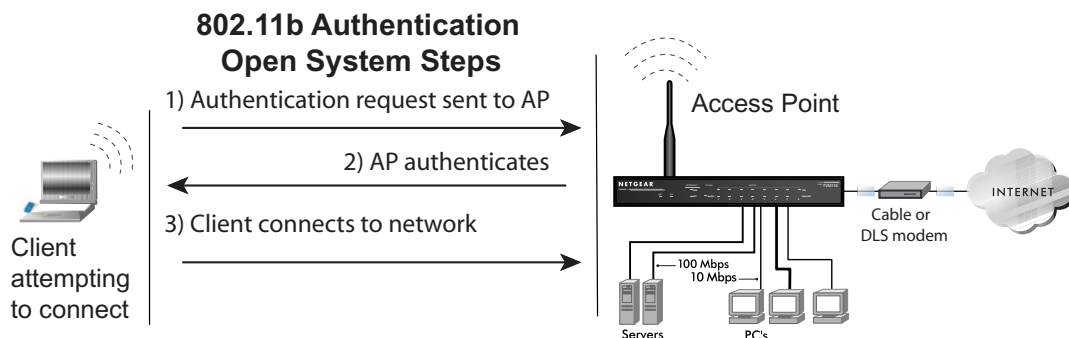 802.11b Authentication
Open System Steps
1) Authentication request sent to AP
2) AP authenticates
3) Client connects to network
Client
attempting
to connect
Access Point
NETGEAR
INTERNET
Cable or
DLS modem
100 Mbps
10 Mbps
Servers
PC's